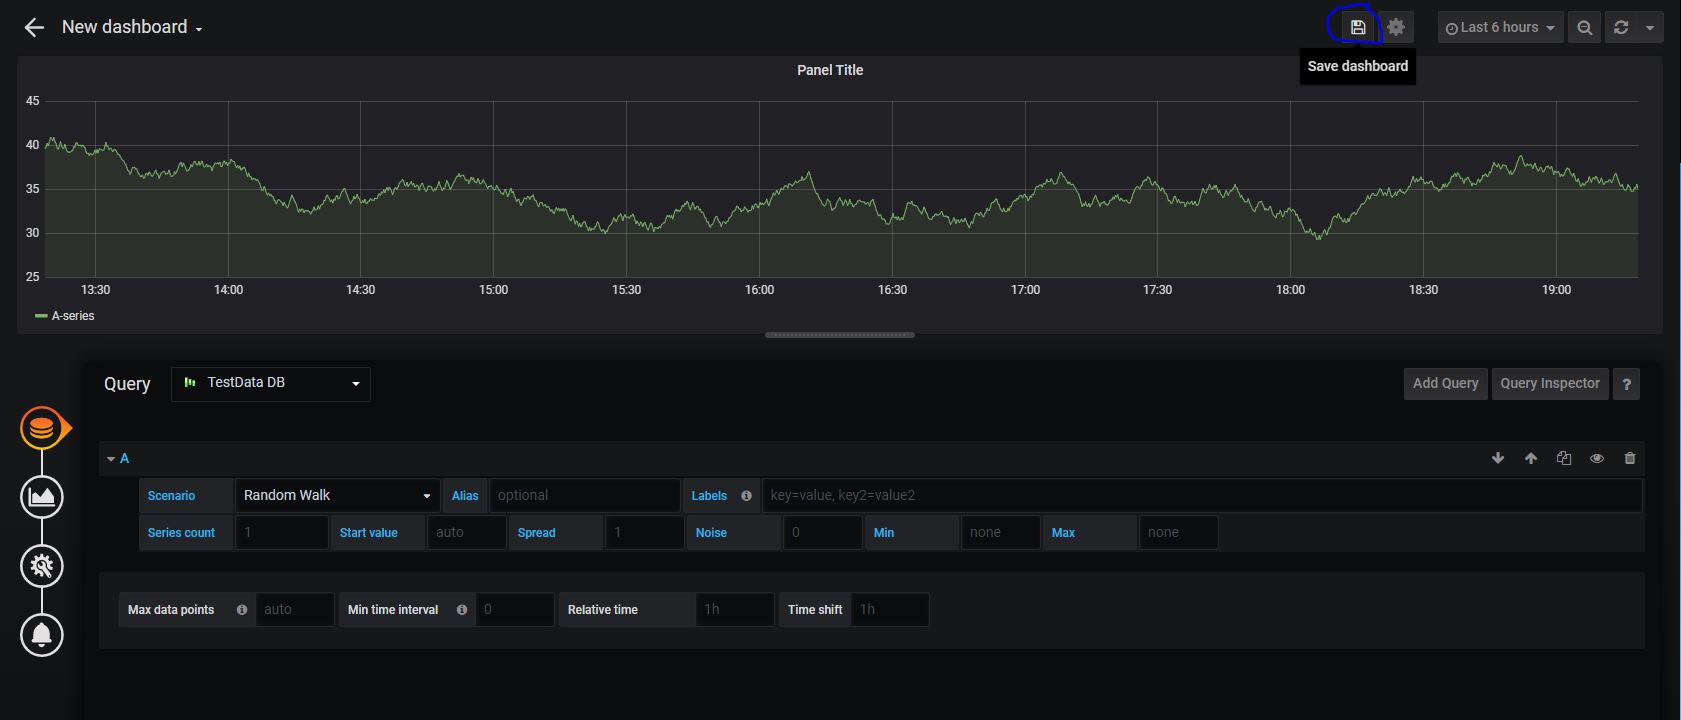 New dashboard
Last 6 hours
Save dashboard
Panel Title
45
40
35
30
25
13:30 14:00 14:30 15:00 15:30 16:00 16:30 17:00 17:30 18:00 18:30 19:00
A-series
Query TestData DB Add Query Query Inspector ?
A
Scenario Random Walk Alias optional Labels key=value, key2=value2
Series count 1 Start value auto Spread 1 Noise 0 Min none Max none
Max data points auto Min time interval 0 Relative time 1h Time shift 1h